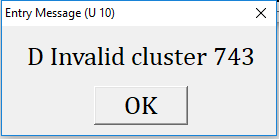 Entry Message (U 10)
D Invalid cluster 743
OK